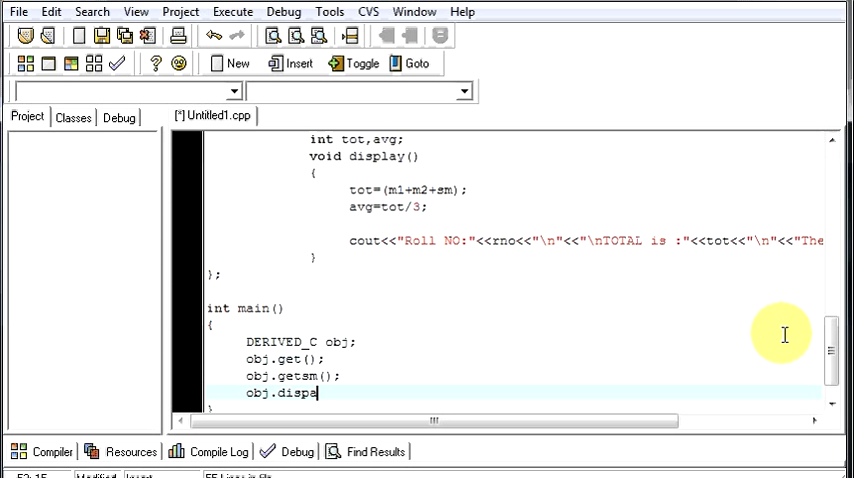 File Edit Search View Project Execute Debug Tools CVS Window Help
New Insert Toggle Goto
Project Classes Debug [*] Untitled1.cpp
int tot,avg;
void display()
{
tot=(m1+m2+sm);
avg=tot/3;
cout<<"Roll NO:"<<rno<<"\n"<<"\nTOTAL is :"<<tot<<"\n"<<"The
}
};
int main()
{
DERIVED_C obj;
obj.get();
obj.getsm();
obj.dispa
}
Compiler Resources Compile Log Debug Find Results